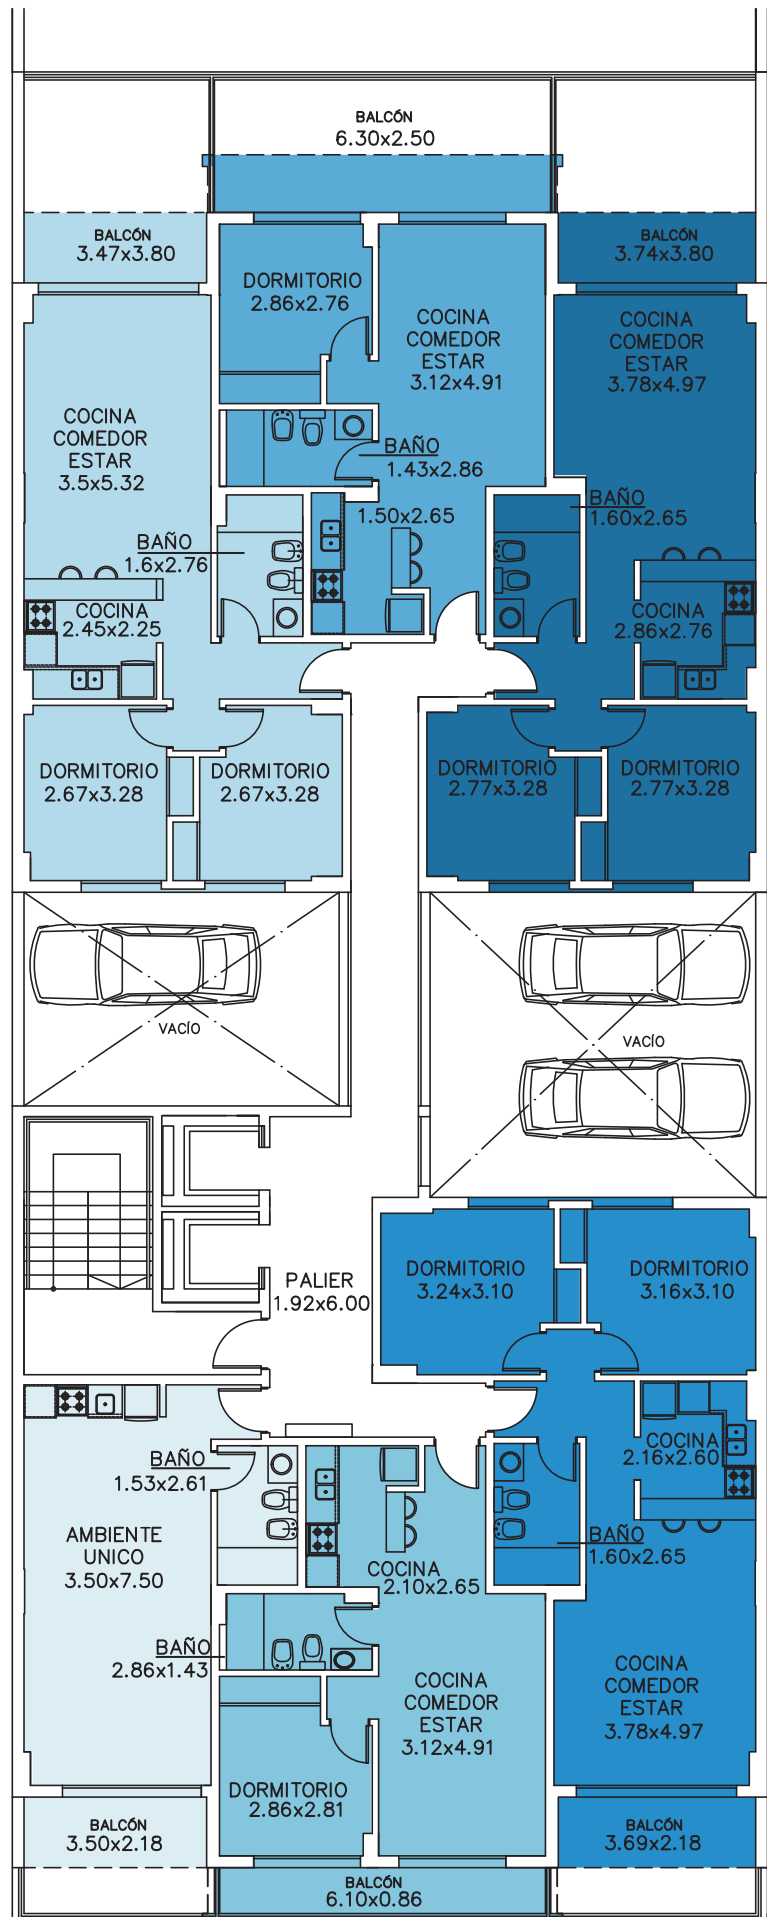 BALCÓN
6.30x2.50
BALCÓN
3.47x3.80
BALCÓN
3.74x3.80
DORMITORIO
2.86x2.76
COCINA
COMEDOR
ESTAR
3.12x4.91
COCINA
COMEDOR
ESTAR
3.78x4.97
COCINA
COMEDOR
ESTAR
3.5x5.32
BAÑO
1.43x2.86
1.50x2.65
BAÑO
1.60x2.65
BAÑO
1.6x2.76
COCINA
2.45x2.25
COCINA
2.86x2.76
DORMITORIO
2.67x3.28
DORMITORIO
2.67x3.28
DORMITORIO
2.77x3.28
DORMITORIO
2.77x3.28
VACÍO
VACÍO
PALIER
1.92x6.00
DORMITORIO
3.24x3.10
DORMITORIO
3.16x3.10
COCINA
2.16x2.60
BAÑO
1.53x2.61
AMBIENTE
UNICO
3.50x7.50
COCINA
2.10x2.65
BAÑO
1.60x2.65
BAÑO
2.86x1.43
COCINA
COMEDOR
ESTAR
3.12x4.91
COCINA
COMEDOR
ESTAR
3.78x4.97
DORMITORIO
2.86x2.81
BALCÓN
3.50x2.18
BALCÓN
3.69x2.18
BALCÓN
6.10x0.86